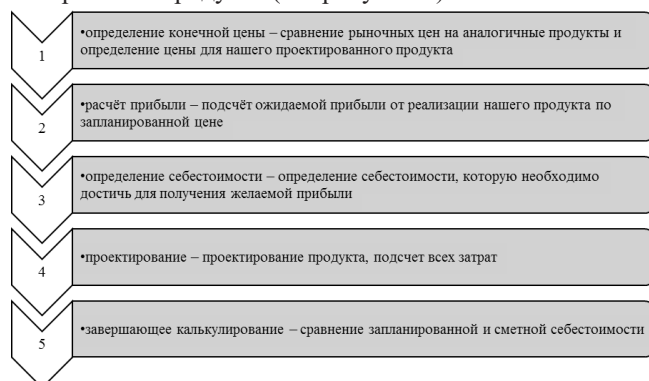 1
•определение конечной цены – сравнение рыночных цен на аналогичные продукты и
определение цены для нашего проектированного продукта
2
•расчёт прибыли – подсчёт ожидаемой прибыли от реализации нашего продукта по
запланированной цене
3
•определение себестоимости – определение себестоимости, которую необходимо
достичь для получения желаемой прибыли
4
•проектирование – проектирование продукта, подсчет всех затрат
5
•завершающее калькулирование – сравнение запланированной и сметной себестоимости